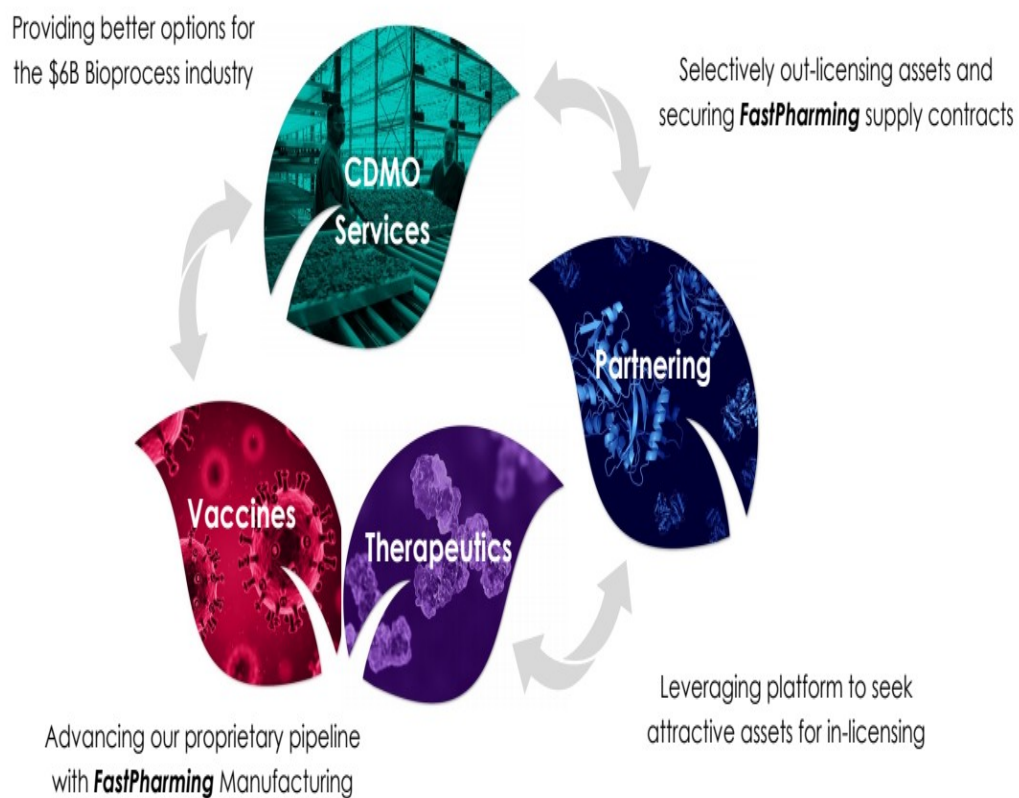 Providing better options for
the $6B Bioprocess industry
Selectively out-licensing assets and
securing FastPharming supply contracts
CDMO
Services
Partnering
Vaccines
Therapeutics
Leveraging platform to seek
attractive assets for in-licensing
Advancing our proprietary pipeline
with FastPharming Manufacturing